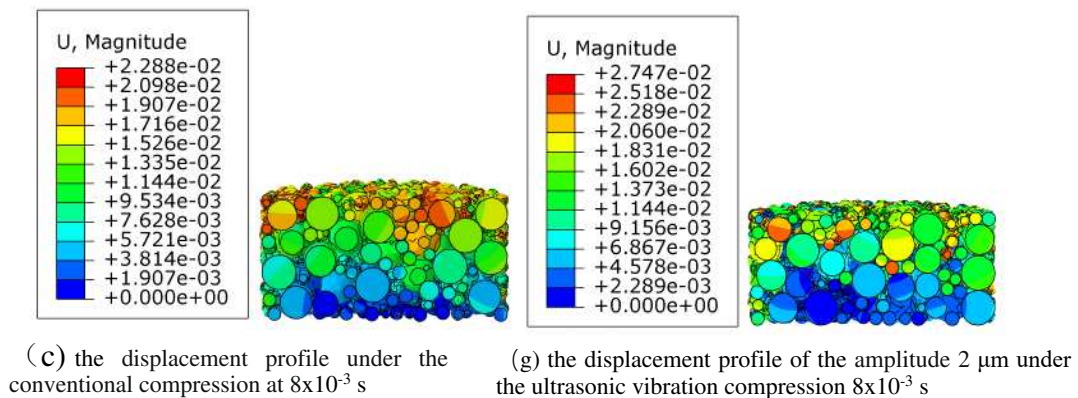 U, Magnitude
+2.288e-02
+2.098e-02
+1.907e-02
+1.716e-02
+1.526e-02
+1.335e-02
+1.144e-02
+9.534e-03
+7.628e-03
+5.721e-03
+3.814e-03
+1.907e-03
+0.000e+00
(c) the displacement profile under the
conventional compression at 8x10⁻³ s
U, Magnitude
+2.747e-02
+2.518e-02
+2.289e-02
+2.060e-02
+1.831e-02
+1.602e-02
+1.373e-02
+1.144e-02
+9.156e-03
+6.867e-03
+4.578e-03
+2.289e-03
+0.000e+00
(g) the displacement profile of the amplitude 2 μm under
the ultrasonic vibration compression 8x10⁻³ s